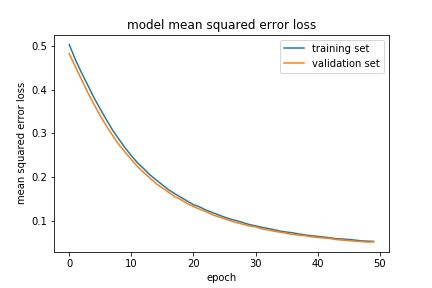 model mean squared error loss
training set
validation set
mean squared error loss
0.5
0.4
0.3
0.2
0.1
0 10 20 30 40 50
epoch